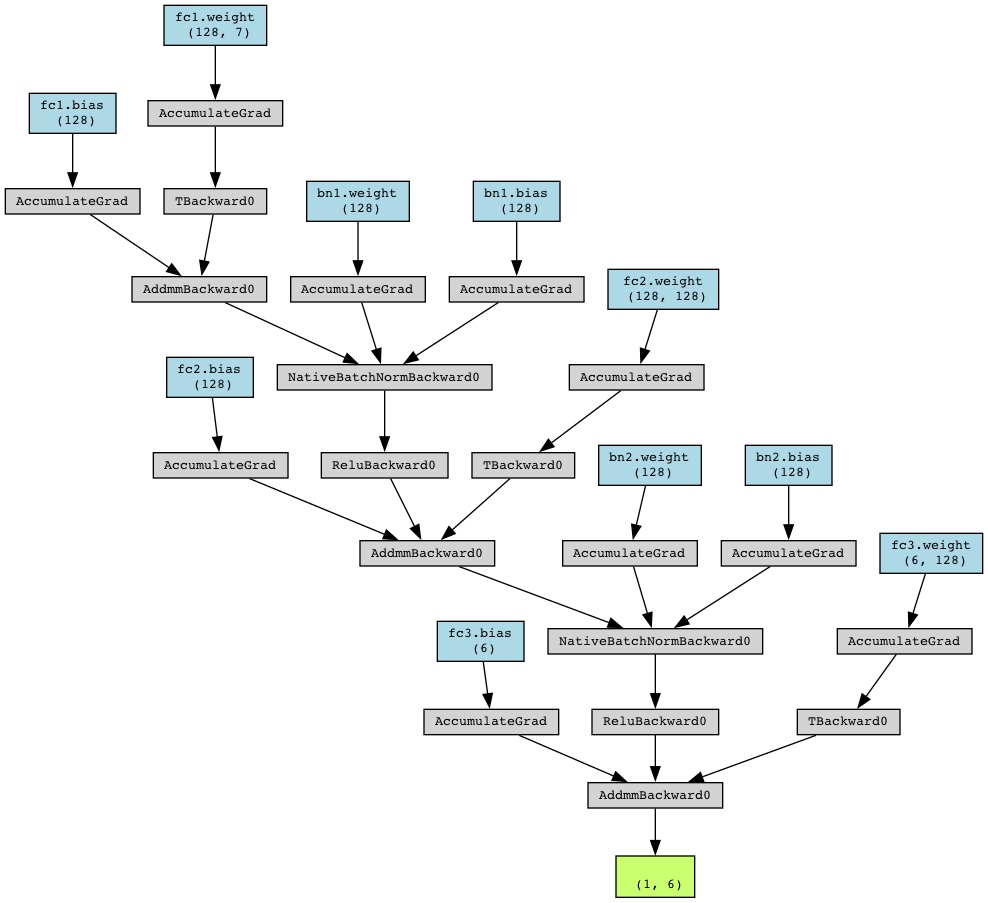 fc1.weight
(128, 7)
fc1.bias
(128)
AccumulateGrad
AccumulateGrad
TBackward0
bn1.weight
(128)
bn1.bias
(128)
AddmmBackward0
AccumulateGrad
AccumulateGrad
fc2.weight
(128, 128)
fc2.bias
(128)
NativeBatchNormBackward0
AccumulateGrad
AccumulateGrad
ReluBackward0
TBackward0
bn2.weight
(128)
bn2.bias
(128)
AddmmBackward0
AccumulateGrad
AccumulateGrad
fc3.weight
(6, 128)
fc3.bias
(6)
NativeBatchNormBackward0
AccumulateGrad
AccumulateGrad
ReluBackward0
TBackward0
AddmmBackward0
(1, 6)